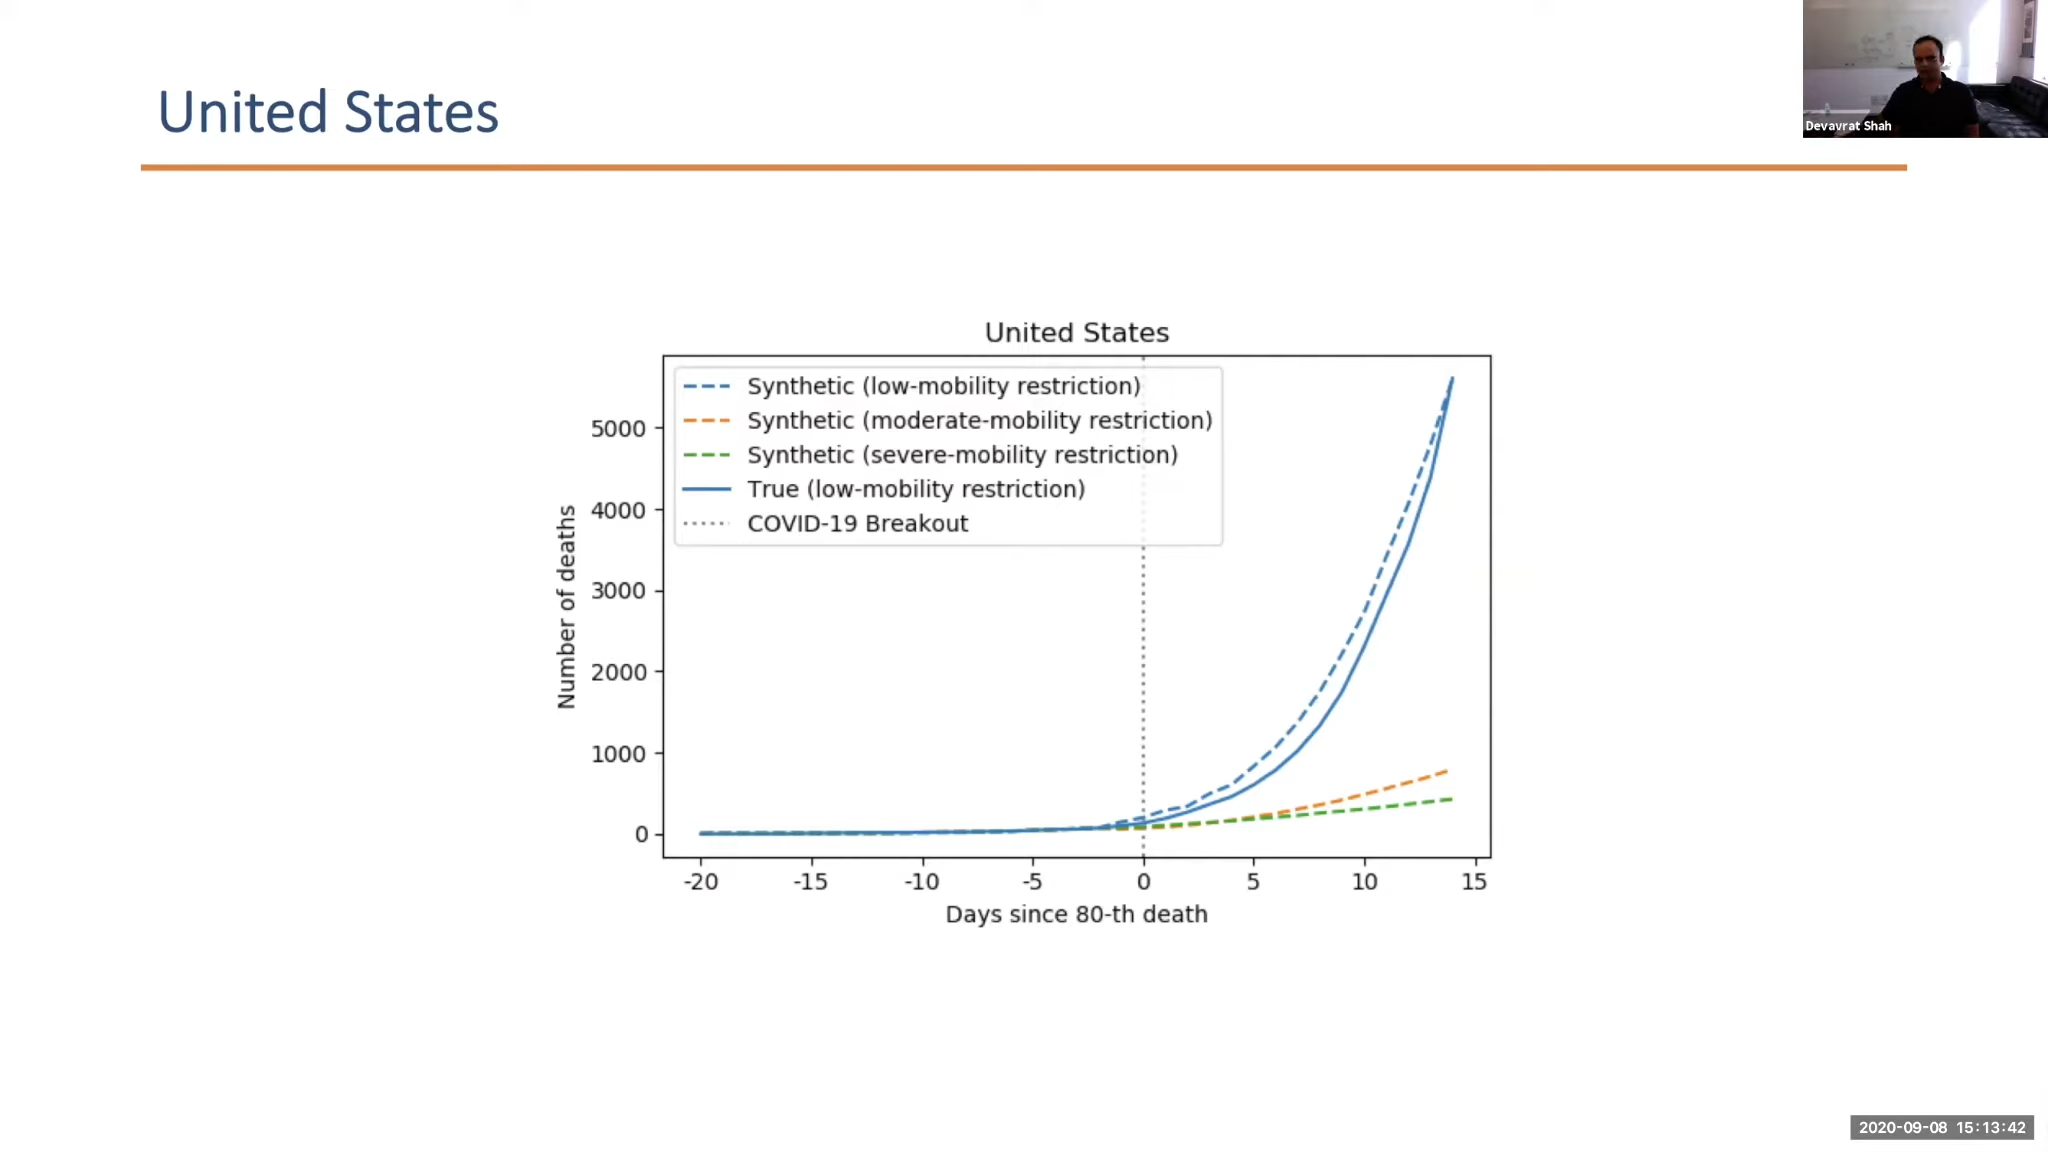 United States
Devavrat Shah
United States
Synthetic (low-mobility restriction)
Synthetic (moderate-mobility restriction)
Synthetic (severe-mobility restriction)
True (low-mobility restriction)
COVID-19 Breakout
Number of deaths
5000
4000
3000
2000
1000
0
-20 -15 -10 -5 0 5 10 15
Days since 80-th death
2020-09-08 15:13:42